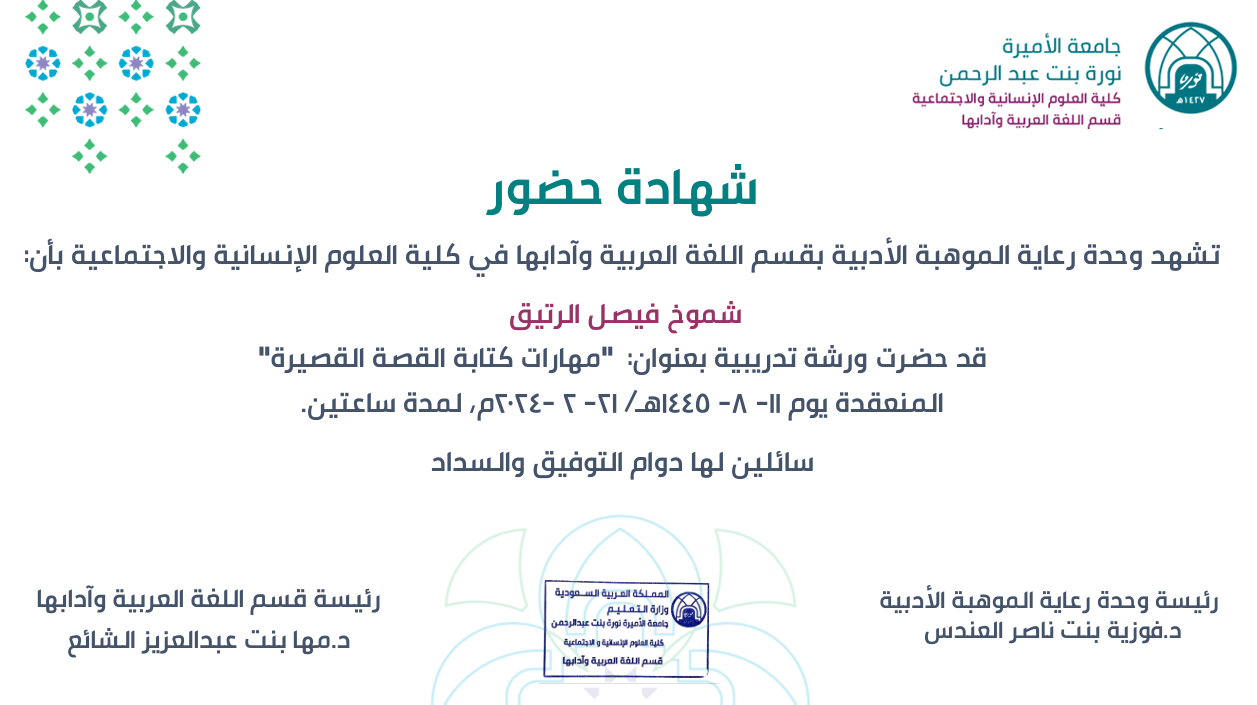 جامعة الأميرة
نورة بنت عبد الرحمن
كلية العلوم الإنسانية والاجتماعية
قسم اللغة العربية وآدابها
نورة
١٤٢٧هـ
شهادة حضور
تشهد وحدة رعاية الموهبة الأدبية بقسم اللغة العربية وآدابها في كلية العلوم الإنسانية والاجتماعية بأن:
شموخ فيصل الرتيق
قد حضرت ورشة تدريبية بعنوان: "مهارات كتابة القصة القصيرة"
المنعقدة يوم ١١- ٨- ١٤٤٥هـ/ ٢١- ٢ -٢٠٢٤م، لمدة ساعتين.
سائلين لها دوام التوفيق والسداد
رئيسة وحدة رعاية الموهبة الأدبية
د.فوزية بنت ناصر العندس
المملكة العربية السعودية
وزارة التعليم
جامعة الأميرة نورة بنت عبدالرحمن
كلية العلوم الإنسانية و الاجتماعية
قسم اللغة العربية وآدابها
رئيسة قسم اللغة العربية وآدابها
د.مها بنت عبدالعزيز الشائع